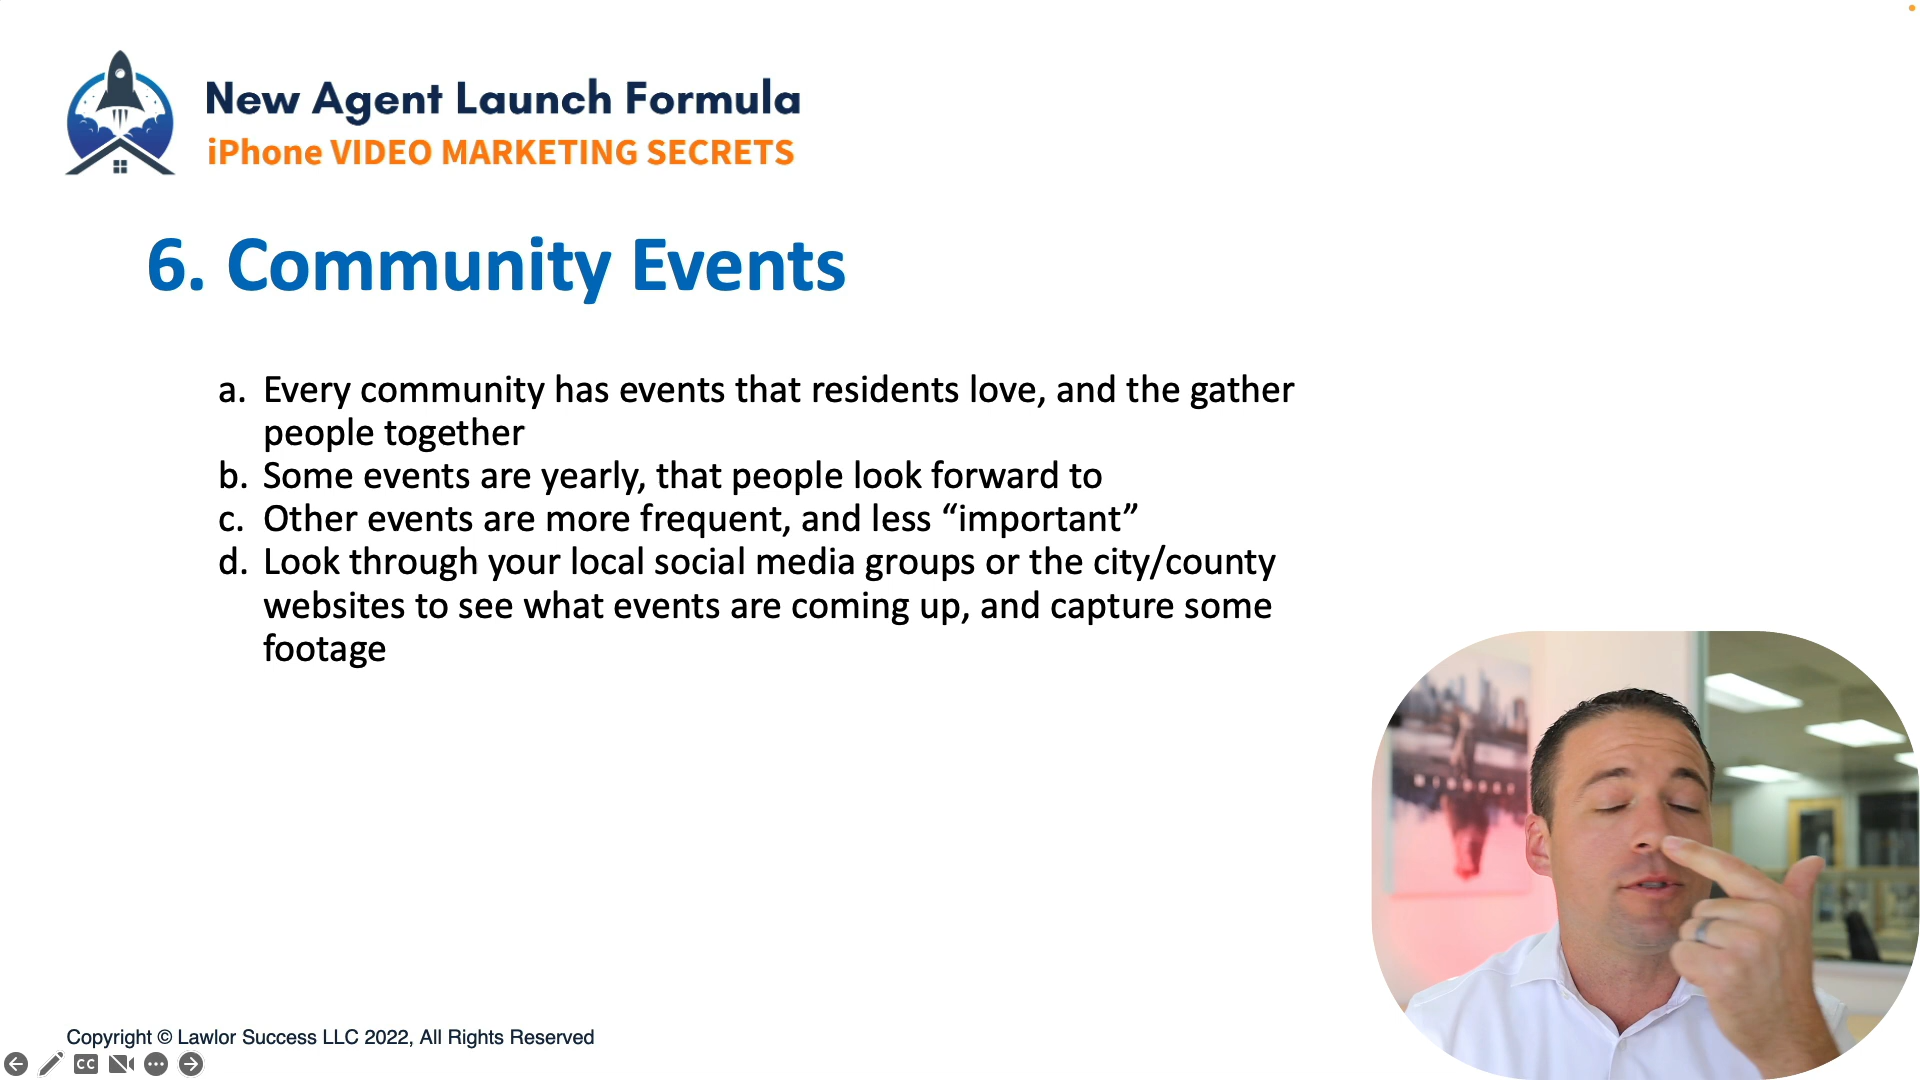 New Agent Launch Formula
iPhone VIDEO MARKETING SECRETS
6. Community Events
a. Every community has events that residents love, and the gather
people together
b. Some events are yearly, that people look forward to
c. Other events are more frequent, and less “important”
d. Look through your local social media groups or the city/county
websites to see what events are coming up, and capture some
footage
MINDSET
Copyright © Lawlor Success LLC 2022, All Rights Reserved
CC